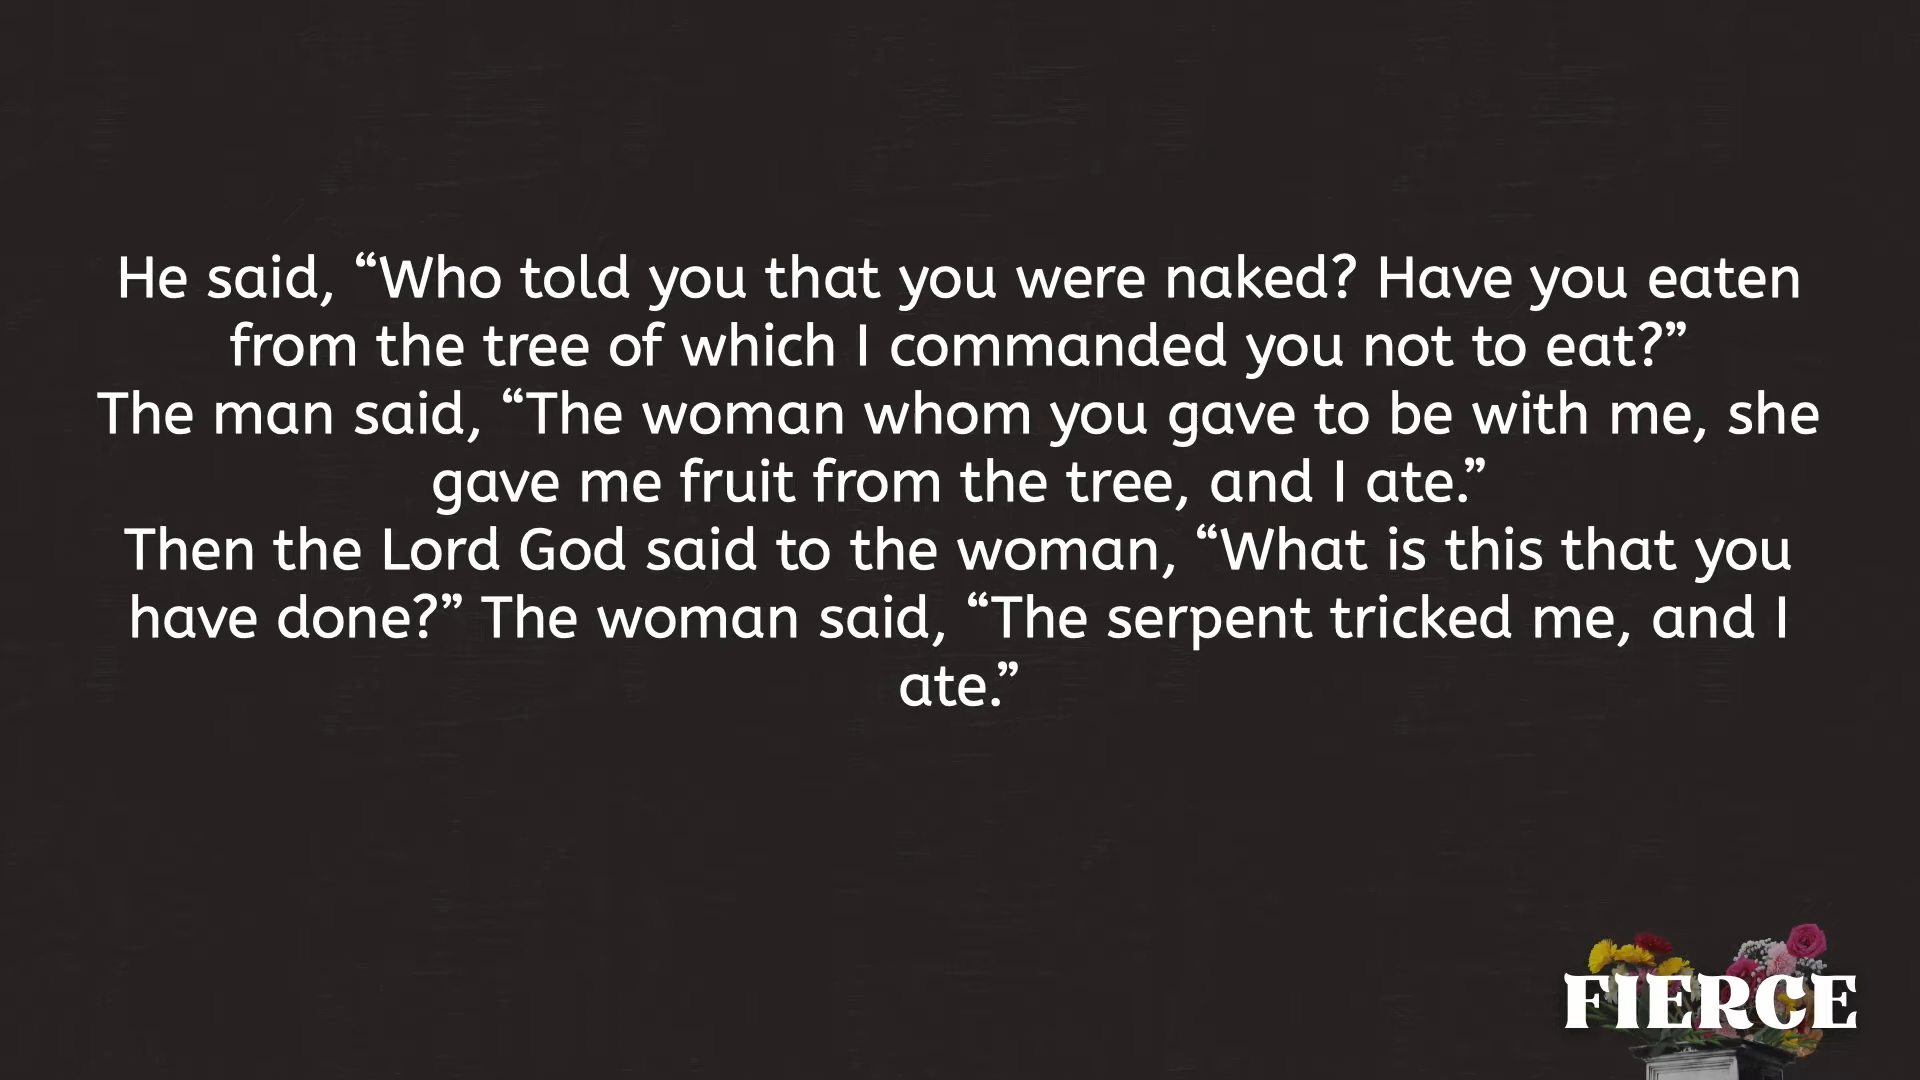 He said, “Who told you that you were naked? Have you eaten
from the tree of which I commanded you not to eat?”
The man said, “The woman whom you gave to be with me, she
gave me fruit from the tree, and I ate.”
Then the Lord God said to the woman, “What is this that you
have done?” The woman said, “The serpent tricked me, and I
ate.”
FIERCE